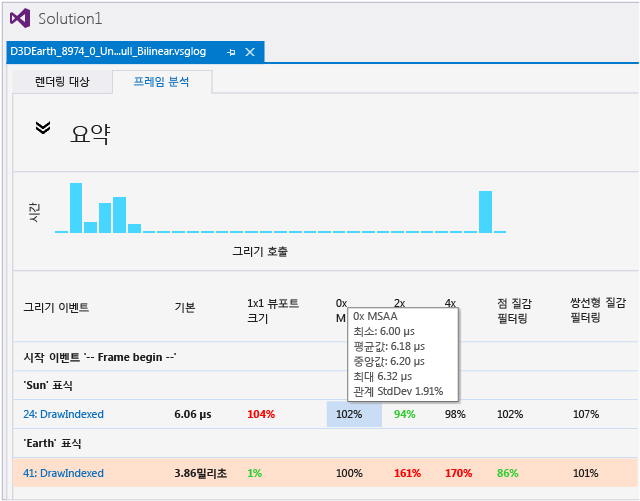 Solution1
D3DEarth_8974_0_Un...ull_Bilinear.vsglog
렌더링 대상 프레임 분석
요약
시간
그리기 호출
그리기 이벤트 기본 1x1 뷰포트 크기 0x M 2x 4x 점 질감 필터링 쌍선형 질감 필터링
0x MSAA
최소: 6.00 µs
평균값: 6.18 µs
중앙값: 6.20 µs
최대 6.32 µs
관계 StdDev 1.91%
시작 이벤트 '-- Frame begin --'
'Sun' 표식
24: DrawIndexed 6.06 µs 104% 102% 94% 98% 102% 107%
'Earth' 표식
41: DrawIndexed 3.86밀리초 1% 100% 161% 170% 86% 101%